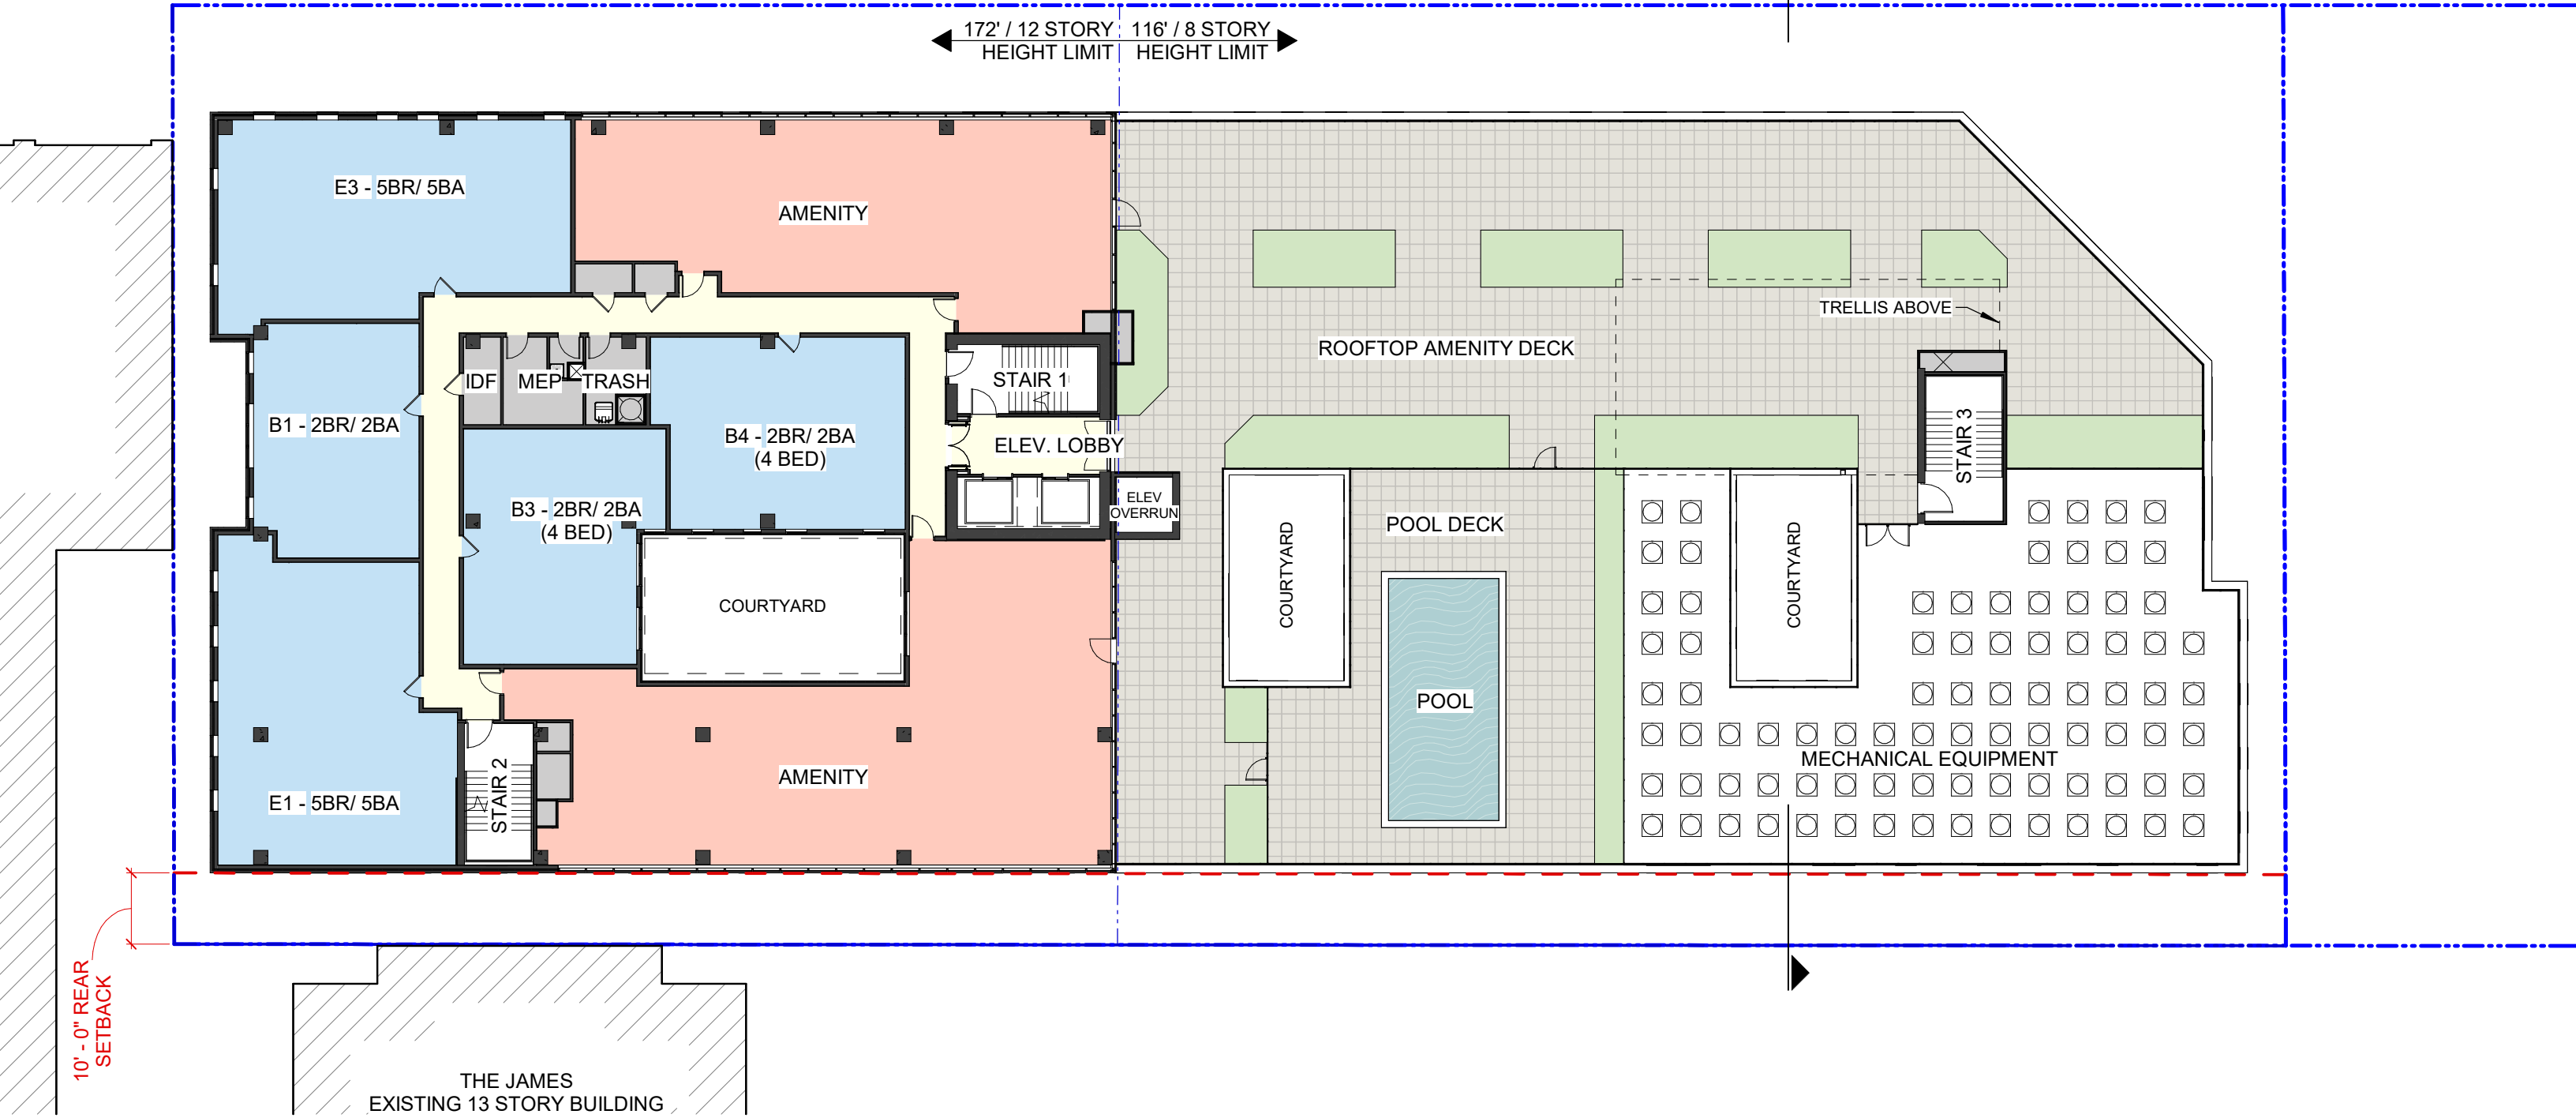 172' / 12 STORY
HEIGHT LIMIT
116' / 8 STORY
HEIGHT LIMIT
E3 - 5BR/ 5BA
AMENITY
TRELLIS ABOVE
ROOFTOP AMENITY DECK
IDF
MEP
TRASH
STAIR 1
B1 - 2BR/ 2BA
B4 - 2BR/ 2BA
(4 BED)
ELEV. LOBBY
STAIR 3
B3 - 2BR/ 2BA
(4 BED)
ELEV
OVERRUN
POOL DECK
COURTYARD
COURTYARD
COURTYARD
POOL
MECHANICAL EQUIPMENT
AMENITY
STAIR 2
E1 - 5BR/ 5BA
10' - 0" REAR
SETBACK
THE JAMES
EXISTING 13 STORY BUILDING